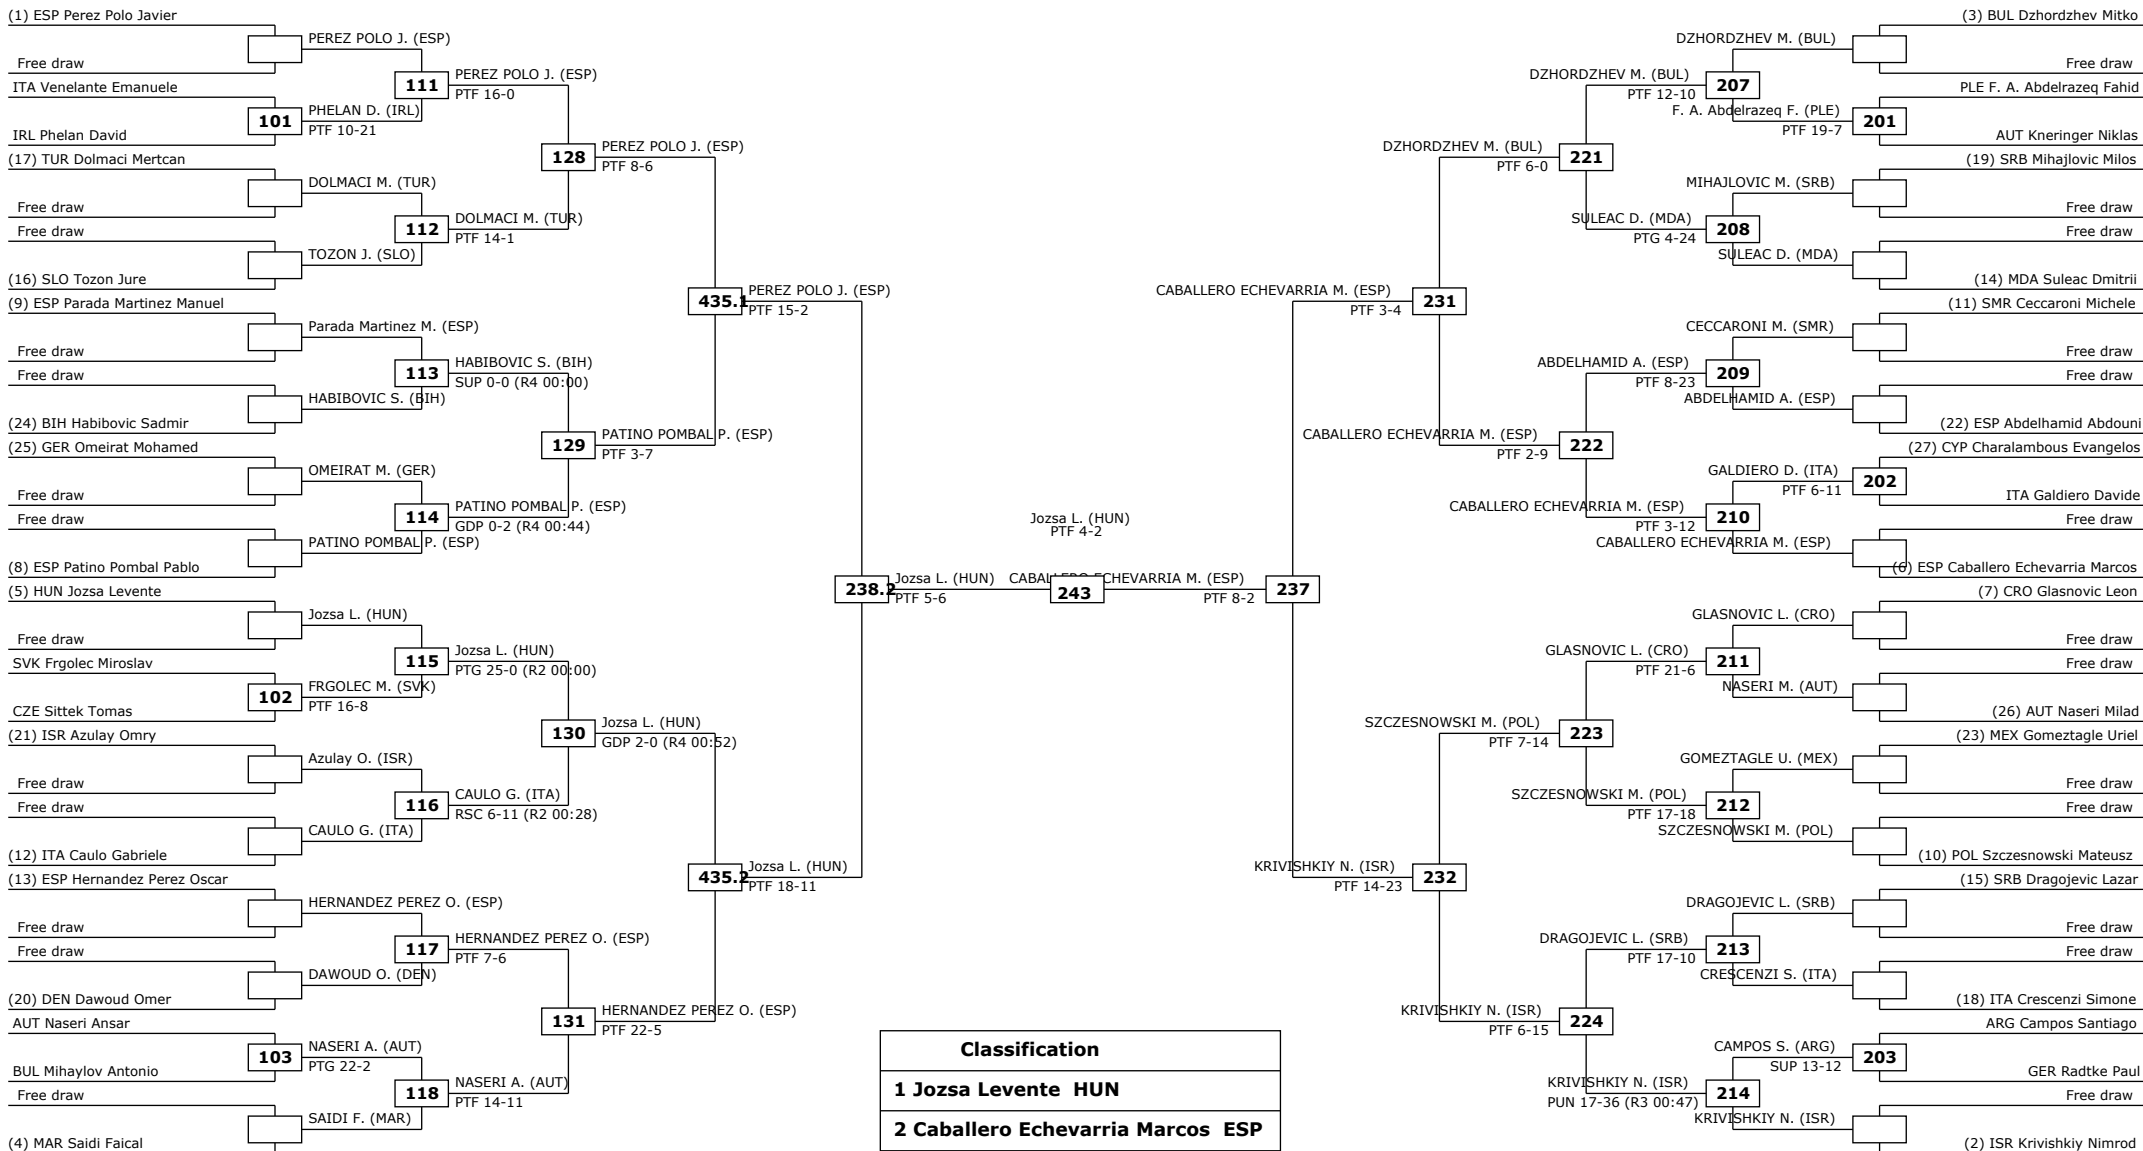 (1) ESP Perez Polo Javier
PEREZ POLO J. (ESP)
Free draw
111
PEREZ POLO J. (ESP)
PTF 16-0
ITA Venelante Emanuele
101
PHELAN D. (IRL)
PTF 10-21
IRL Phelan David
128
PEREZ POLO J. (ESP)
PTF 8-6
(17) TUR Dolmaci Mertcan
DOLMACI M. (TUR)
Free draw
112
DOLMACI M. (TUR)
PTF 14-1
Free draw
TOZON J. (SLO)
(16) SLO Tozon Jure
435.1
PEREZ POLO J. (ESP)
PTF 15-2
(9) ESP Parada Martinez Manuel
Parada Martinez M. (ESP)
Free draw
113
HABIBOVIC S. (BIH)
SUP 0-0 (R4 00:00)
Free draw
HABIBOVIC S. (BIH)
(24) BIH Habibovic Sadmir
129
PATINO POMBAL P. (ESP)
PTF 3-7
(25) GER Omeirat Mohamed
OMEIRAT M. (GER)
Free draw
114
PATINO POMBAL P. (ESP)
GDP 0-2 (R4 00:44)
Free draw
PATINO POMBAL P. (ESP)
(8) ESP Patino Pombal Pablo
238.2
Jozsa L. (HUN)
PTF 5-6
(5) HUN Jozsa Levente
Jozsa L. (HUN)
Free draw
115
Jozsa L. (HUN)
PTG 25-0 (R2 00:00)
SVK Frgolec Miroslav
102
FRGOLEC M. (SVK)
PTF 16-8
CZE Sittek Tomas
130
Jozsa L. (HUN)
GDP 2-0 (R4 00:52)
(21) ISR Azulay Omry
Azulay O. (ISR)
Free draw
116
CAULO G. (ITA)
RSC 6-11 (R2 00:28)
Free draw
CAULO G. (ITA)
(12) ITA Caulo Gabriele
435.2
Jozsa L. (HUN)
PTF 18-11
(13) ESP Hernandez Perez Oscar
HERNANDEZ PEREZ O. (ESP)
Free draw
117
HERNANDEZ PEREZ O. (ESP)
PTF 7-6
Free draw
DAWOUD O. (DEN)
(20) DEN Dawoud Omer
131
HERNANDEZ PEREZ O. (ESP)
PTF 22-5
AUT Naseri Ansar
103
NASERI A. (AUT)
PTG 22-2
BUL Mihaylov Antonio
118
NASERI A. (AUT)
PTF 14-11
Free draw
SAIDI F. (MAR)
(4) MAR Saidi Faical
Jozsa L. (HUN)
PTF 4-2
243
CABALLERO ECHEVARRIA M. (ESP)
PTF 8-2
237
(3) BUL Dzhordzhev Mitko
DZHORDZHEV M. (BUL)
Free draw
DZHORDZHEV M. (BUL)
PTF 12-10
207
PLE F. A. Abdelrazeq Fahid
F. A. Abdelrazeq F. (PLE)
PTF 19-7
201
AUT Kneringer Niklas
DZHORDZHEV M. (BUL)
PTF 6-0
221
(19) SRB Mihajlovic Milos
MIHAJLOVIC M. (SRB)
Free draw
SULEAC D. (MDA)
PTG 4-24
208
Free draw
SULEAC D. (MDA)
(14) MDA Suleac Dmitrii
CABALLERO ECHEVARRIA M. (ESP)
PTF 3-4
231
(11) SMR Ceccaroni Michele
CECCARONI M. (SMR)
Free draw
ABDELHAMID A. (ESP)
PTF 8-23
209
Free draw
ABDELHAMID A. (ESP)
(22) ESP Abdelhamid Abdouni
CABALLERO ECHEVARRIA M. (ESP)
PTF 2-9
222
(27) CYP Charalambous Evangelos
GALDIERO D. (ITA)
PTF 6-11
202
ITA Galdiero Davide
CABALLERO ECHEVARRIA M. (ESP)
PTF 3-12
210
Free draw
CABALLERO ECHEVARRIA M. (ESP)
(6) ESP Caballero Echevarria Marcos
(7) CRO Glasnovic Leon
GLASNOVIC L. (CRO)
Free draw
GLASNOVIC L. (CRO)
PTF 21-6
211
Free draw
NASERI M. (AUT)
(26) AUT Naseri Milad
SZCZESNOWSKI M. (POL)
PTF 7-14
223
(23) MEX Gomeztagle Uriel
GOMEZTAGLE U. (MEX)
Free draw
SZCZESNOWSKI M. (POL)
PTF 17-18
212
Free draw
SZCZESNOWSKI M. (POL)
(10) POL Szczesnowski Mateusz
KRIVISHKIY N. (ISR)
PTF 14-23
232
(15) SRB Dragojevic Lazar
DRAGOJEVIC L. (SRB)
Free draw
DRAGOJEVIC L. (SRB)
PTF 17-10
213
Free draw
CRESCENZI S. (ITA)
(18) ITA Crescenzi Simone
KRIVISHKIY N. (ISR)
PTF 6-15
224
ARG Campos Santiago
CAMPOS S. (ARG)
SUP 13-12
203
GER Radtke Paul
KRIVISHKIY N. (ISR)
PUN 17-36 (R3 00:47)
214
Free draw
KRIVISHKIY N. (ISR)
(2) ISR Krivishkiy Nimrod
Classification
1 Jozsa Levente HUN
2 Caballero Echevarria Marcos ESP